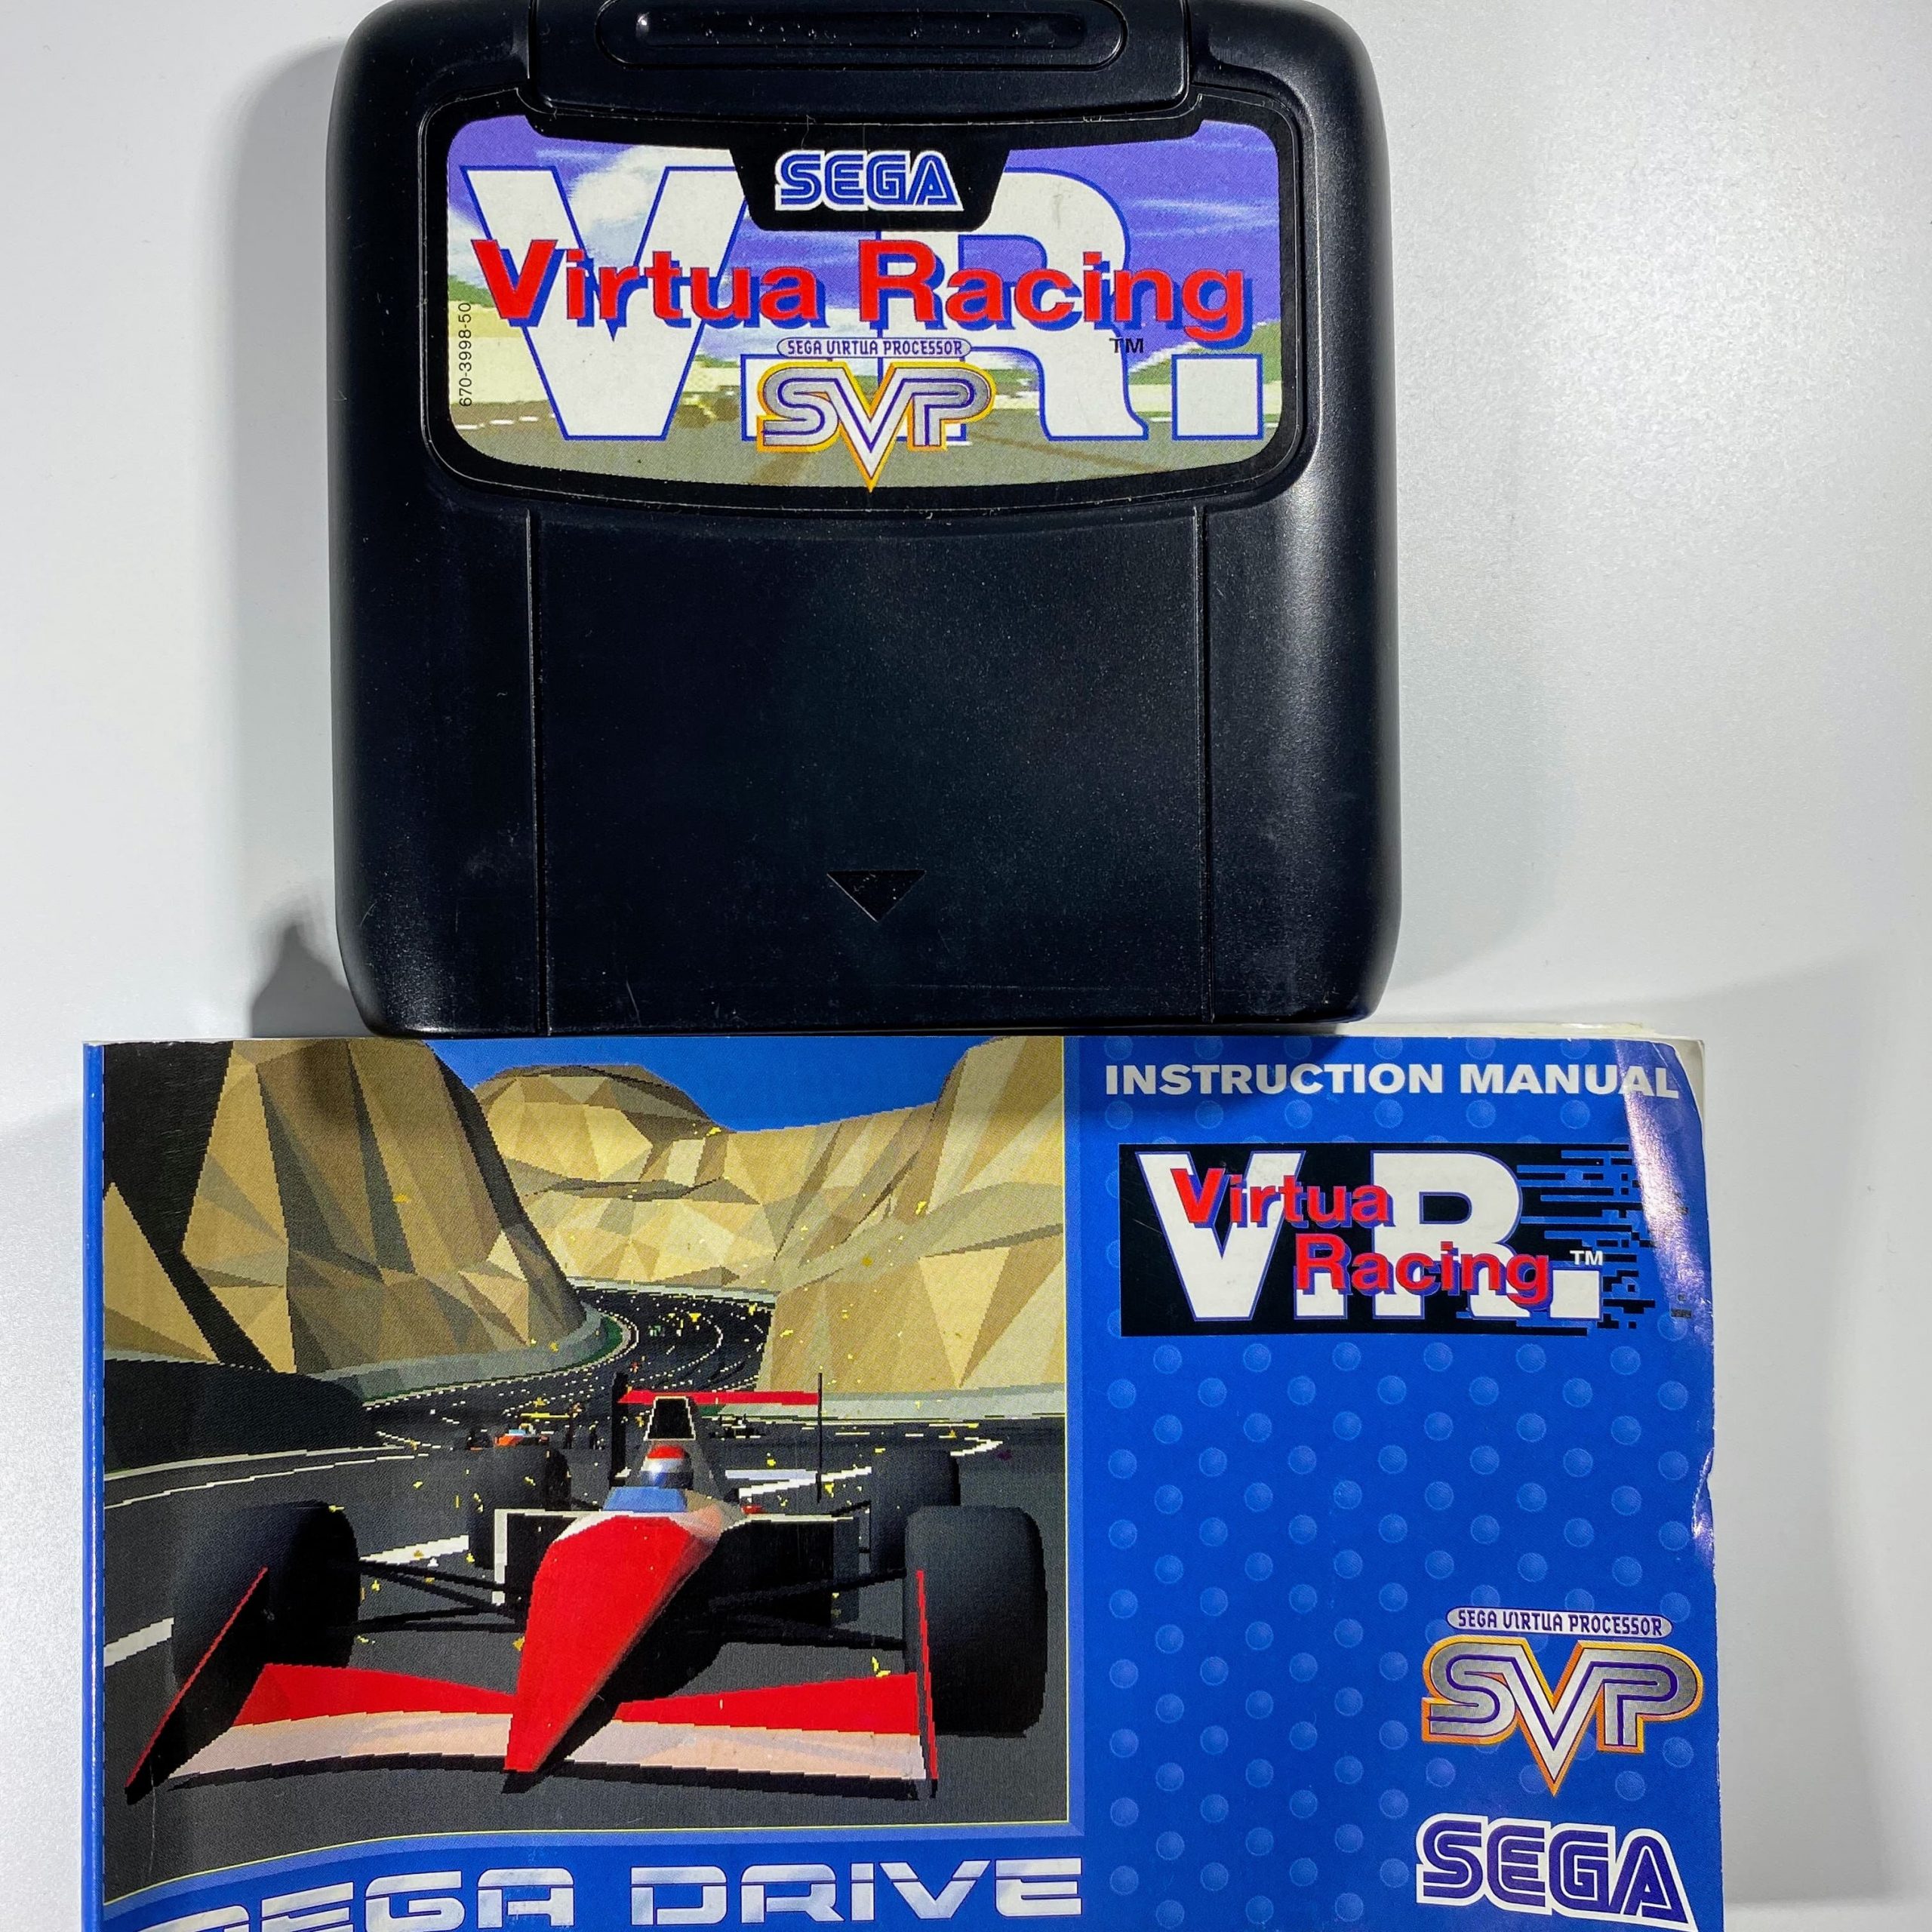 SEGA
V.R.
Virtua Racing
TM
SEGA VIRTUA PROCESSOR
SVP
670-3998-50
INSTRUCTION MANUAL
V.R.
Virtua
Racing
TM
SEGA VIRTUA PROCESSOR
SVP
SEGA
MEGA DRIVE